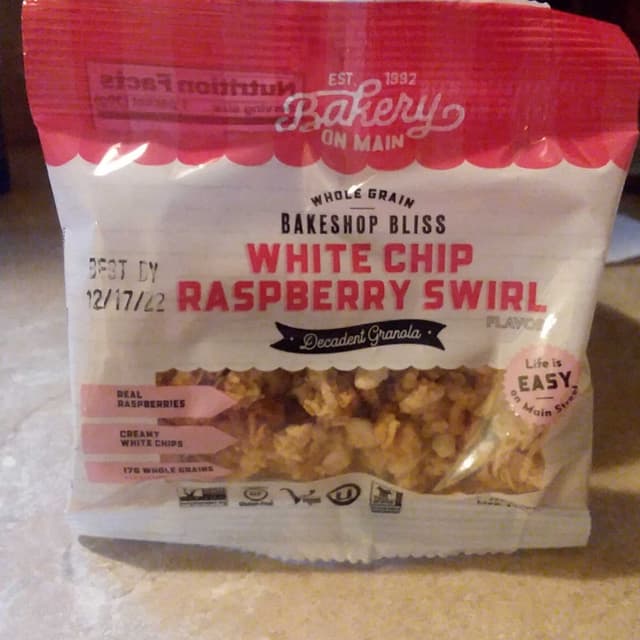 Nutrition Facts
EST. 1992
Bakery
ON MAIN
WHOLE GRAIN
BAKESHOP BLISS
WHITE CHIP
RASPBERRY SWIRL
FLAVOR
Decadent Granola
BEST BY
12/17/22
Life is
EASY
on Main Street
REAL
RASPBERRIES
CREAMY
WHITE CHIPS
17G WHOLE GRAINS